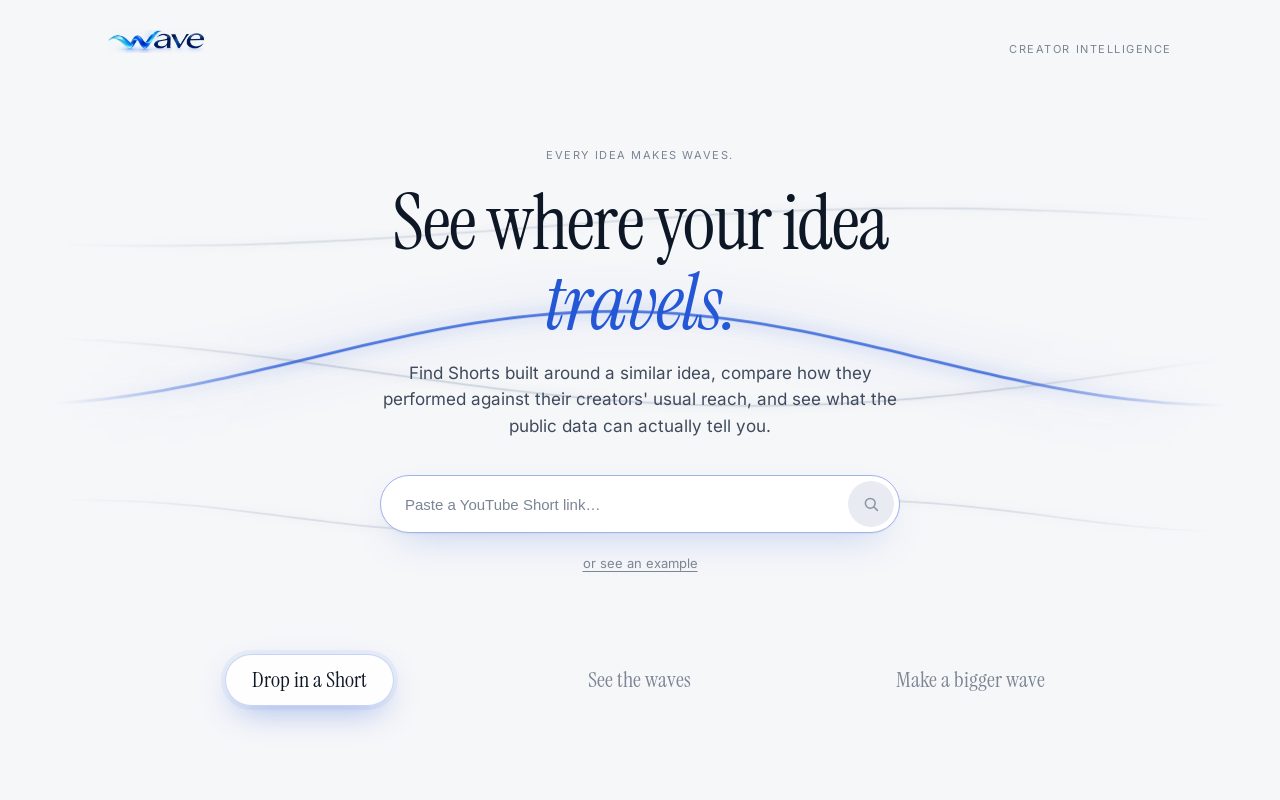 wave
CREATOR INTELLIGENCE
EVERY IDEA MAKES WAVES.
See where your idea
travels.
Find Shorts built around a similar idea, compare how they
performed against their creators' usual reach, and see what the
public data can actually tell you.
Paste a YouTube Short link…
or see an example
Drop in a Short
See the waves
Make a bigger wave